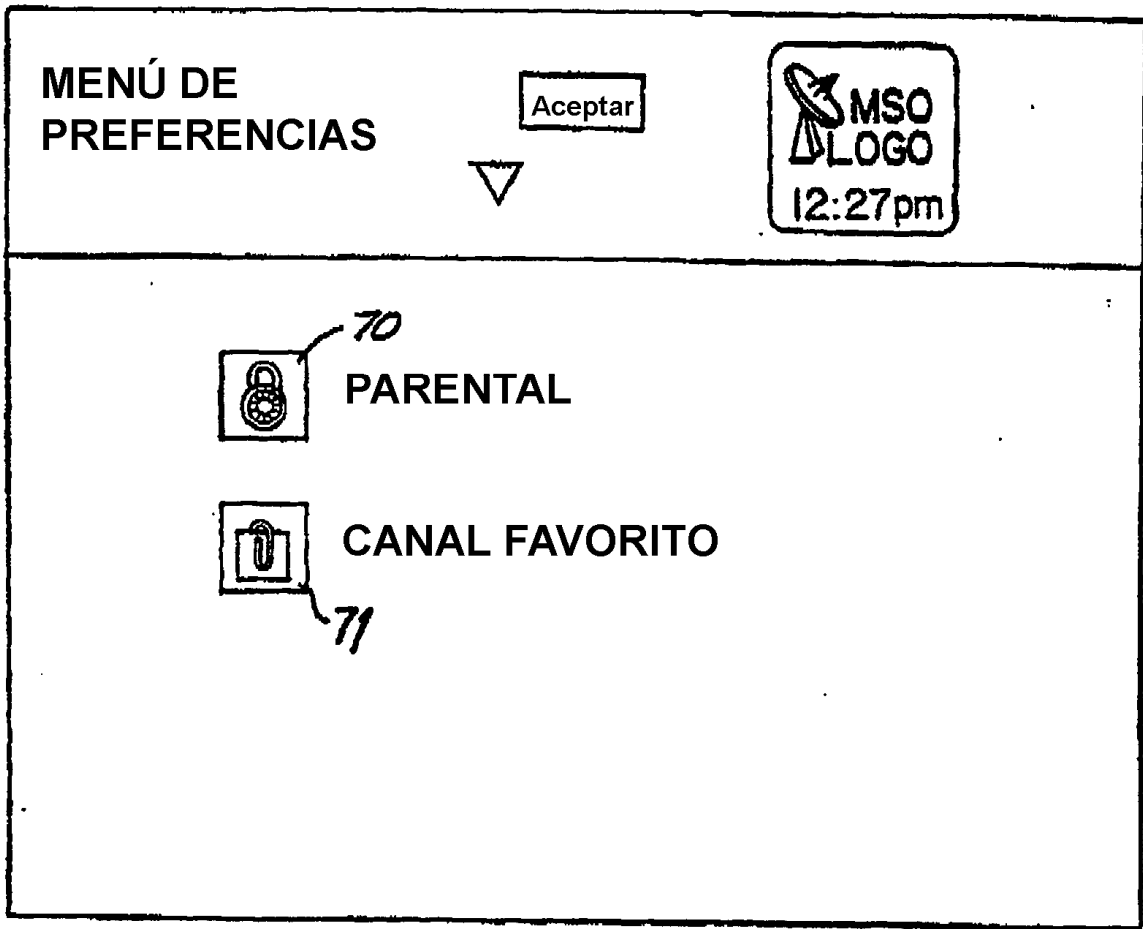 MENÚ DE
PREFERENCIAS
Aceptar
MSO
LOGO
12:27pm
70
PARENTAL
CANAL FAVORITO
71